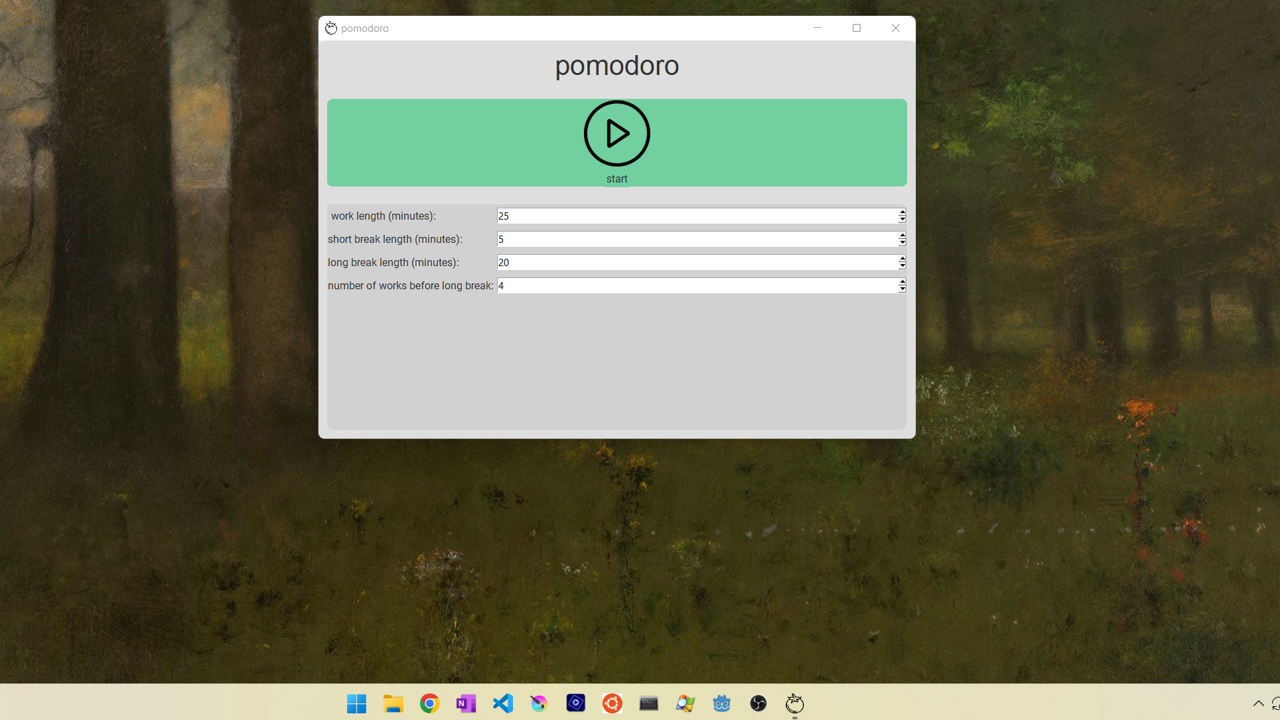 pomodoro
pomodoro
start
work length (minutes): 25
short break length (minutes): 5
long break length (minutes): 20
number of works before long break: 4